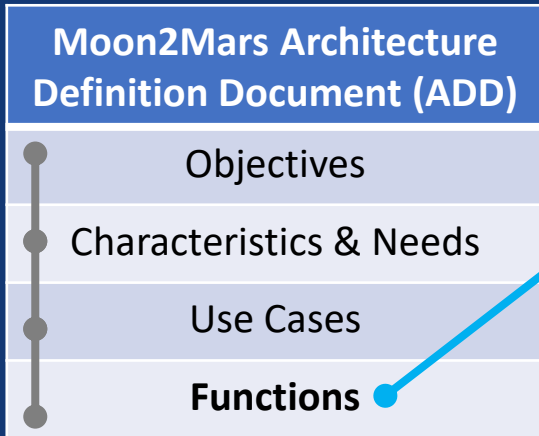 Moon2Mars Architecture
Definition Document (ADD)
Objectives
Characteristics & Needs
Use Cases
Functions